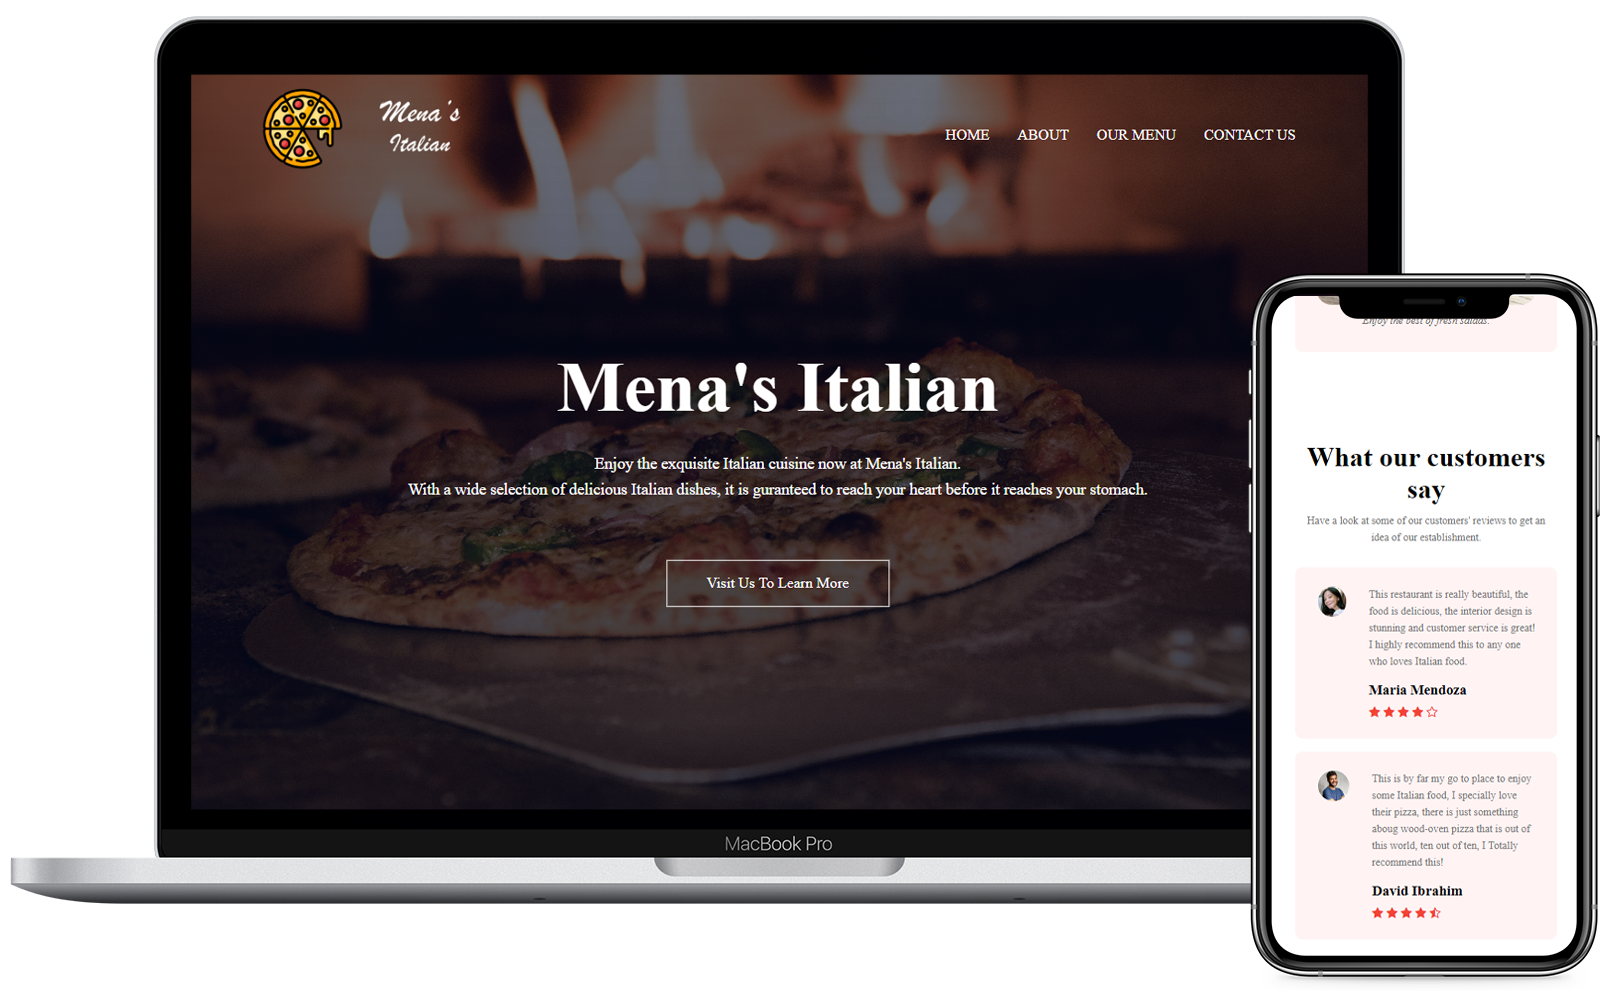 Mena's
Italian
HOME ABOUT OUR MENU CONTACT US
Mena's Italian
Enjoy the exquisite Italian cuisine now at Mena's Italian.
With a wide selection of delicious Italian dishes, it is guranteed to reach your heart before it reaches your stomach.
Visit Us To Learn More
MacBook Pro
Enjoy the best of fresh salads.
What our customers
say
Have a look at some of our customers' reviews to get an
idea of our establishment.
This restaurant is really beautiful, the
food is delicious, the interior design is
stunning and customer service is great!
I highly recommend this to any one
who loves Italian food.
Maria Mendoza
This is by far my go to place to enjoy
some Italian food, I specially love
their pizza, there is just something
aboug wood-oven pizza that is out of
this world, ten out of ten, I Totally
recommend this!
David Ibrahim